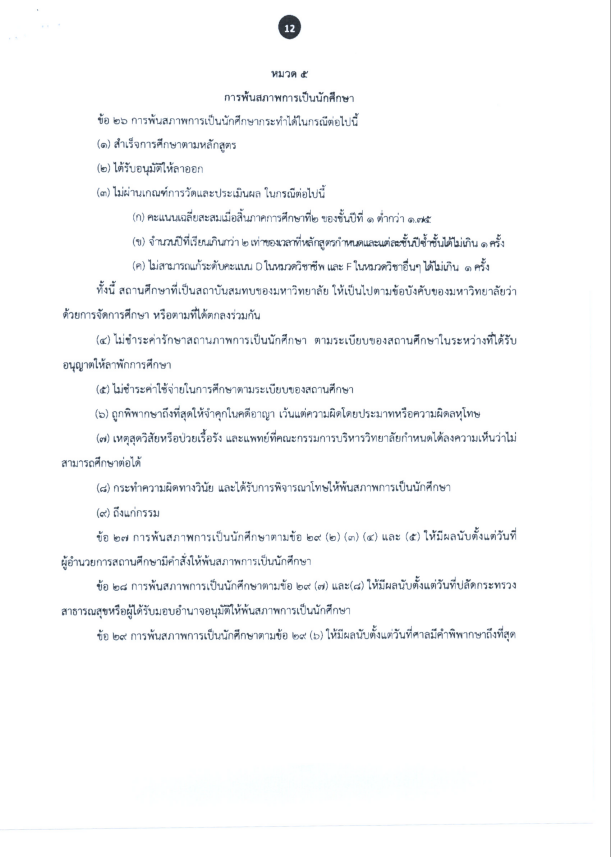 12
หมวด ๕
การพ้นสภาพการเป็นนักศึกษา
ข้อ ๒๖ การพ้นสภาพการเป็นนักศึกษากระทำได้ในกรณีต่อไปนี้
(๑) สำเร็จการศึกษาตามหลักสูตร
(๒) ได้รับอนุมัติให้ลาออก
(๓) ไม่ผ่านเกณฑ์การวัดและประเมินผล ในกรณีต่อไปนี้
(ก) คะแนนเฉลี่ยสะสมเมื่อสิ้นภาคการศึกษาที่๒ ของชั้นปีที่ ๑ ต่ำกว่า ๑.๗๕
(ข) จำนวนปีที่เรียนเกินกว่า ๒ เท่าของเวลาที่หลักสูตรกำหนดและแต่ละชั้นปีซ้ำชั้นได้ไม่เกิน ๑ ครั้ง
(ค) ไม่สามารถแก้ระดับคะแนน D ในหมวดวิชาชีพ และ F ในหมวดวิชาอื่นๆ ได้ไม่เกิน ๑ ครั้ง
ทั้งนี้ สถานศึกษาที่เป็นสถาบันสมทบของมหาวิทยาลัย ให้เป็นไปตามข้อบังคับของมหาวิทยาลัยว่า
ด้วยการจัดการศึกษา หรือตามที่ได้ตกลงร่วมกัน
(๔) ไม่ชำระค่ารักษาสถานภาพการเป็นนักศึกษา ตามระเบียบของสถานศึกษาในระหว่างที่ได้รับ
อนุญาตให้ลาพักการศึกษา
(๕) ไม่ชำระค่าใช้จ่ายในการศึกษาตามระเบียบของสถานศึกษา
(๖) ถูกพิพากษาถึงที่สุดให้จำคุกในคดีอาญา เว้นแต่ความผิดโดยประมาทหรือความผิดลหุโทษ
(๗) เหตุสุดวิสัยหรือป่วยเรื้อรัง และแพทย์ที่คณะกรรมการบริหารวิทยาลัยกำหนดได้ลงความเห็นว่าไม่
สามารถศึกษาต่อได้
(๘) กระทำความผิดทางวินัย และได้รับการพิจารณาโทษให้พ้นสภาพการเป็นนักศึกษา
(๙) ถึงแก่กรรม
ข้อ ๒๗ การพ้นสภาพการเป็นนักศึกษาตามข้อ ๒๙ (๒) (๓) (๔) และ (๕) ให้มีผลนับตั้งแต่วันที่
ผู้อำนวยการสถานศึกษามีคำสั่งให้พ้นสภาพการเป็นนักศึกษา
ข้อ ๒๘ การพ้นสภาพการเป็นนักศึกษาตามข้อ ๒๙ (๗) และ(๘) ให้มีผลนับตั้งแต่วันที่ปลัดกระทรวง
สาธารณสุขหรือผู้ได้รับมอบอำนาจอนุมัติให้พ้นสภาพการเป็นนักศึกษา
ข้อ ๒๙ การพ้นสภาพการเป็นนักศึกษาตามข้อ ๒๙ (๖) ให้มีผลนับตั้งแต่วันที่ศาลมีคำพิพากษาถึงที่สุด